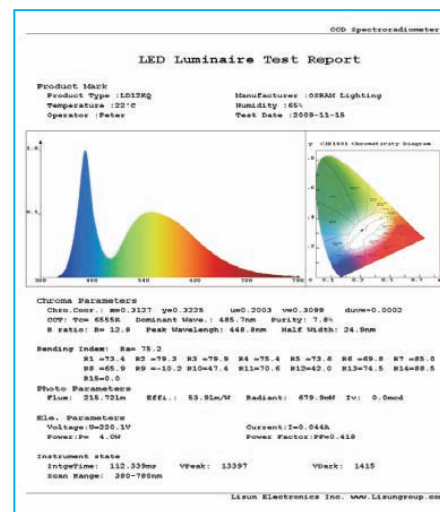 CCD Spectroradiometer
LED Luminaire Test Report
Product Mark
Product Type :LD12KQ Manufacturer :OSRAM Lighting
Temperature :22'C Humidity :65%
Operator :Peter Test Date :2009-11-15
y CIE1931 Chromaticity Diagram
Chroma Parameters
Chro.Coor.: x=0.3127 y=0.3225 u=0.2003 v=0.3099 duv=-0.0002
CCT: Tc= 6555K Dominant Wave.: 485.7nm Purity: 7.8%
R ratio: R= 12.8 Peak Wavelengh: 448.8nm Half Width: 24.9nm
Rending Index: Ra= 75.2
R1 =73.4 R2 =79.3 R3 =79.9 R4 =75.4 R5 =73.6 R6 =69.8 R7 =85.0
R8 =65.9 R9 =-10.2 R10=47.4 R11=70.6 R12=42.0 R13=74.5 R14=88.5
R15=0.0
Photo Parameters
Flux: 215.72lm Effi.: 53.91m/W Radiant: 679.9mW Iv: 0.0mcd
Ele. Parameters
Voltage:U=220.1V Current:I=0.044A
Power:P= 4.0W Power Factor:PF=0.418
Instrument state
IntgeTime: 112.339ms VPeak: 13397 VDark: 1415
Scan Range: 380-780nm
Lisun Electronics Inc. www.Lisungroup.com